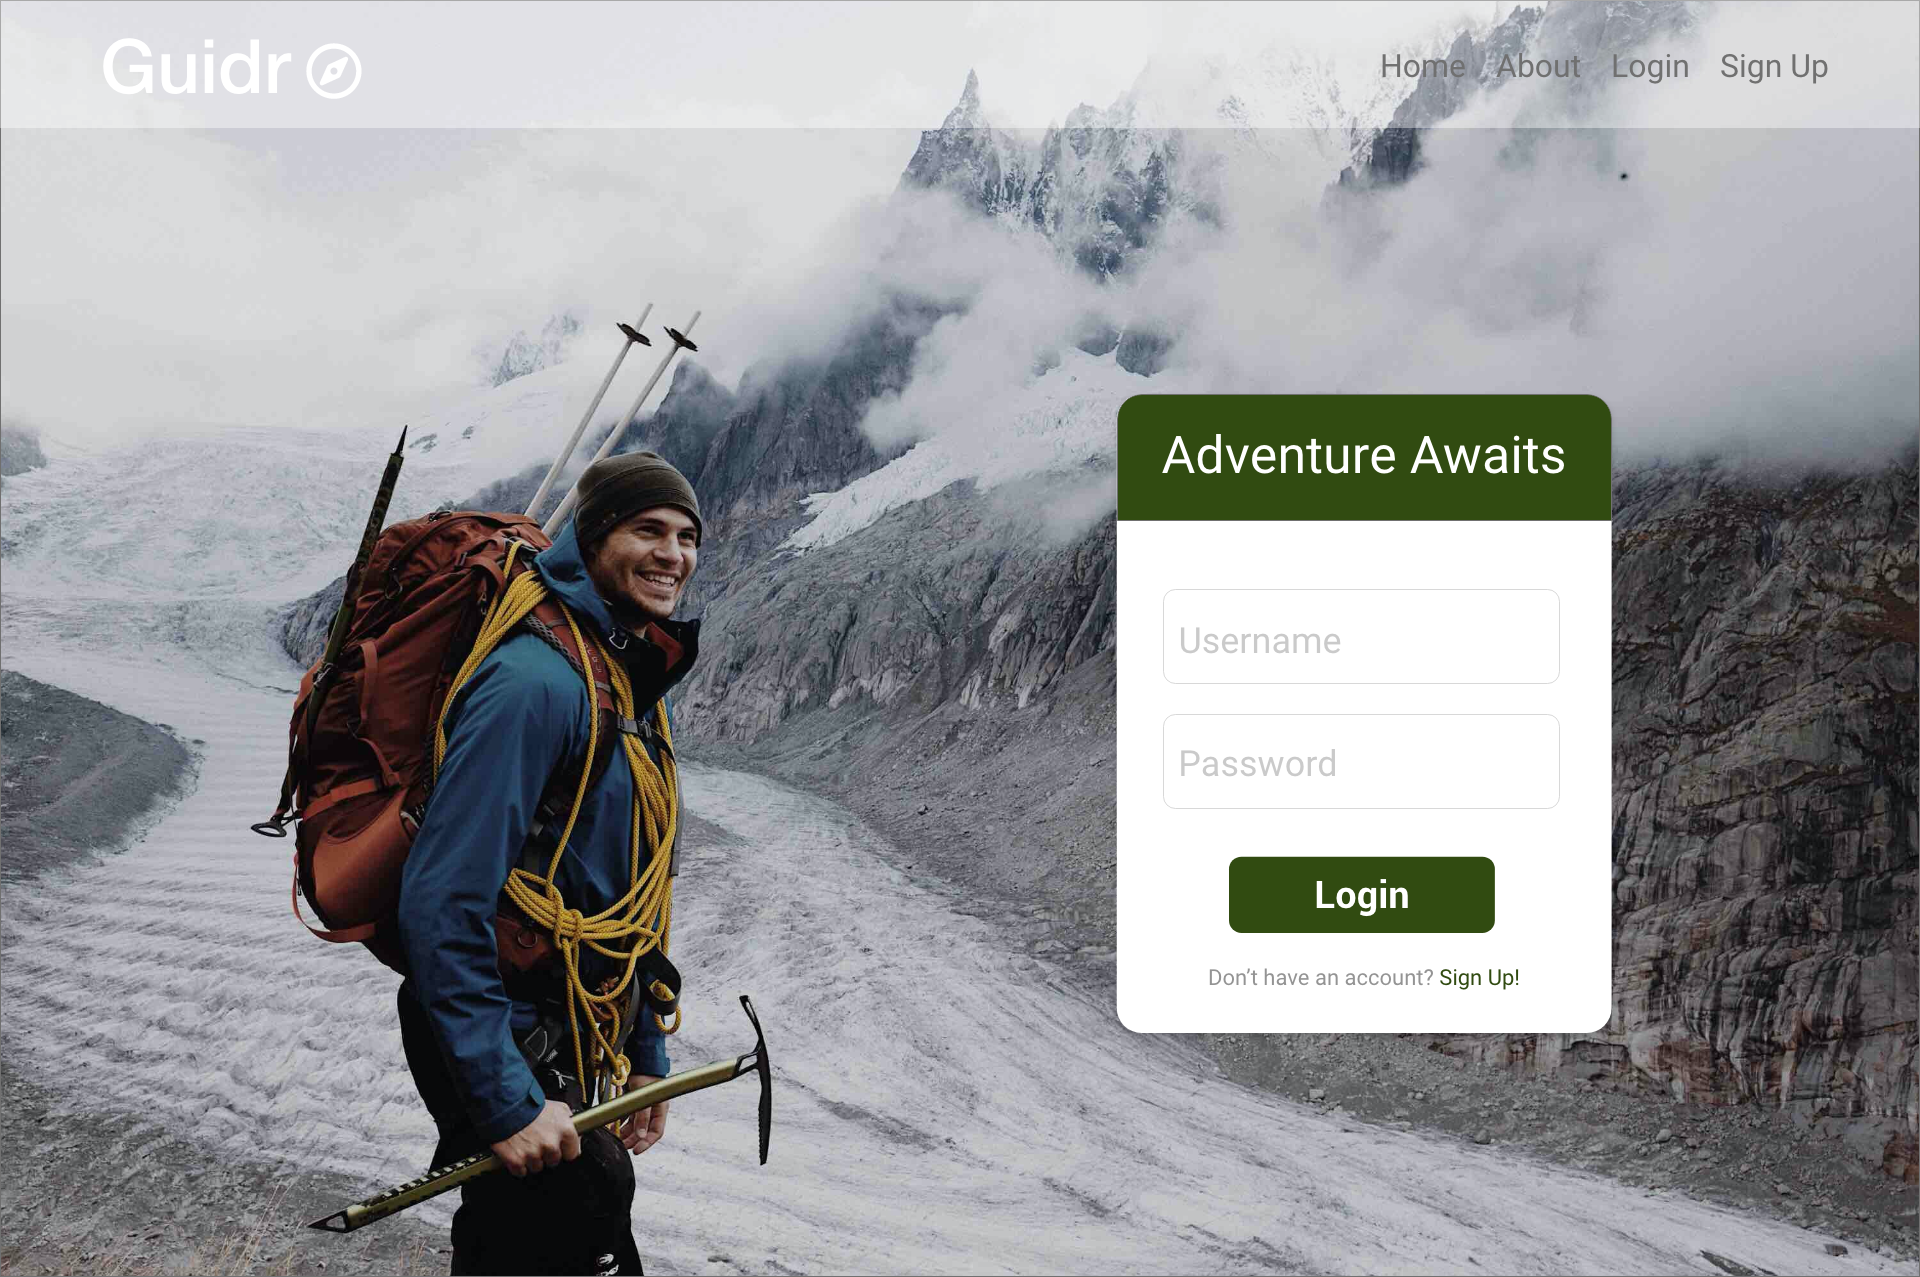 Guidr
Home About Login Sign Up
Adventure Awaits
Username
Password
Login
Don't have an account? Sign Up!